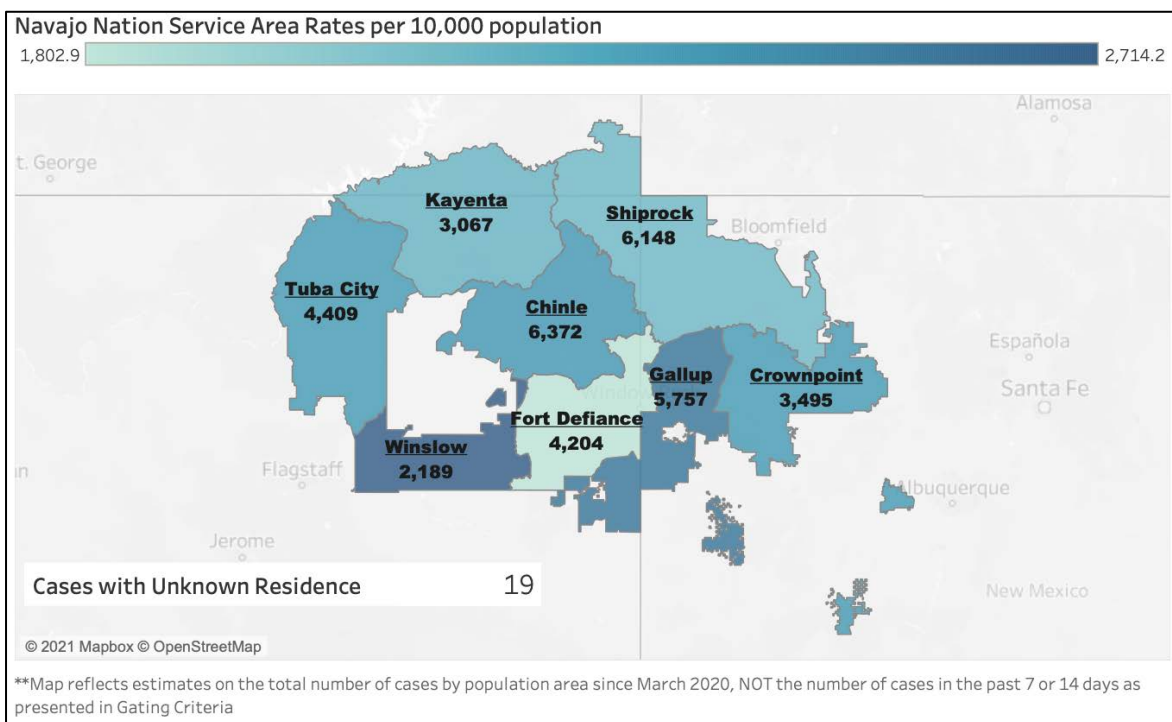 Navajo Nation Service Area Rates per 10,000 population
1,802.9
2,714.2
Alamosa
t. George
Kayenta
3,067
Shiprock
6,148
Bloomfield
Tuba City
4,409
Chinle
6,372
Española
Gallup
5,757
Crownpoint
3,495
Santa Fe
Fort Defiance
4,204
Winslow
2,189
Flagstaff
Albuquerque
Jerome
Cases with Unknown Residence 19
New Mexico
© 2021 Mapbox © OpenStreetMap
**Map reflects estimates on the total number of cases by population area since March 2020, NOT the number of cases in the past 7 or 14 days as
presented in Gating Criteria